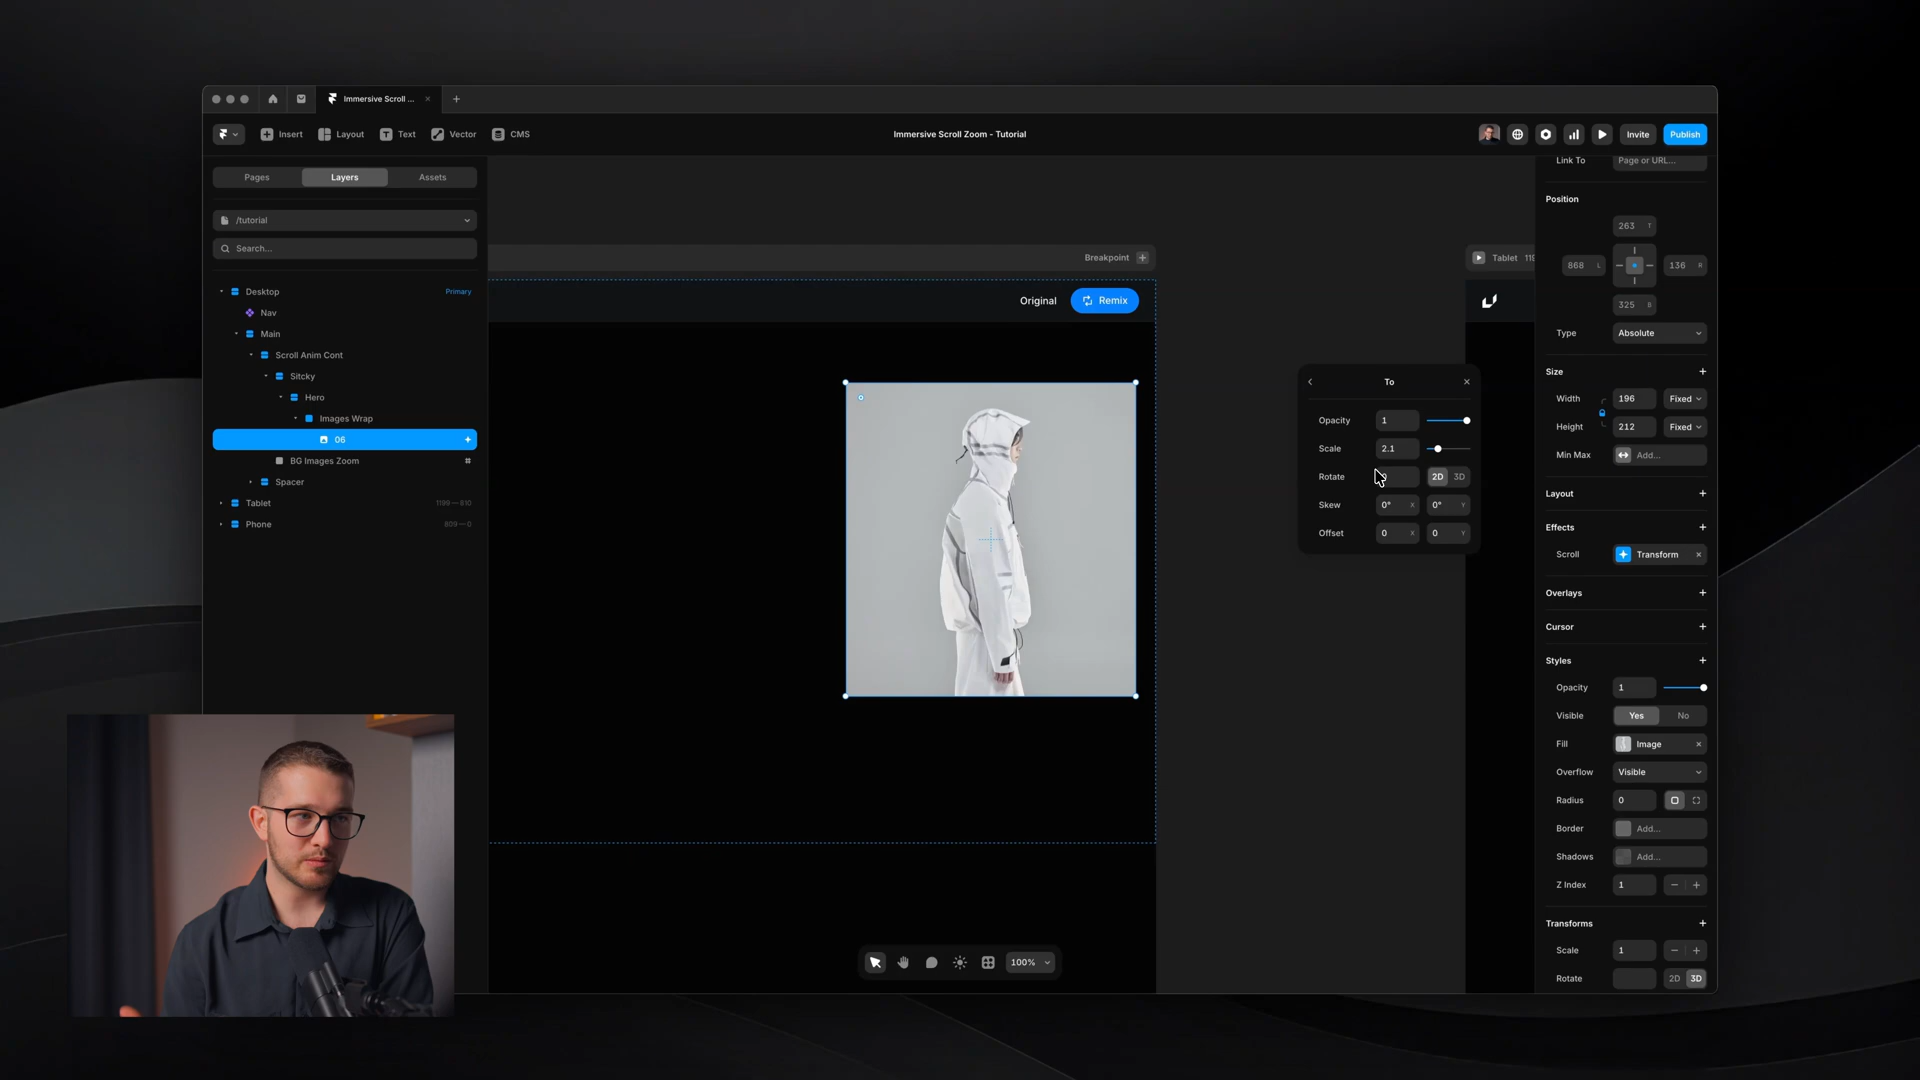 Immersive Scroll ...
Insert
Layout
Text
Vector
CMS
Immersive Scroll Zoom - Tutorial
Invite
Publish
Pages
Layers
Assets
/tutorial
Search...
Desktop
Primary
Nav
Main
Scroll Anim Cont
Sitcky
Hero
Images Wrap
06
BG Images Zoom
Spacer
Tablet
1199—810
Phone
809—0
Breakpoint
Original
Remix
Tablet
To
Opacity
1
Scale
2.1
Rotate
2D
3D
Skew
0°
X
0°
Y
Offset
0
X
0
Y
100%
Link To
Page or URL...
Position
263
T
868
L
136
R
325
B
Type
Absolute
Size
Width
196
Fixed
Height
212
Fixed
Min Max
Add...
Layout
Effects
Scroll
Transform
Overlays
Cursor
Styles
Opacity
1
Visible
Yes
No
Fill
Image
Overflow
Visible
Radius
0
Border
Add...
Shadows
Add...
Z Index
1
Transforms
Scale
1
Rotate
2D
3D